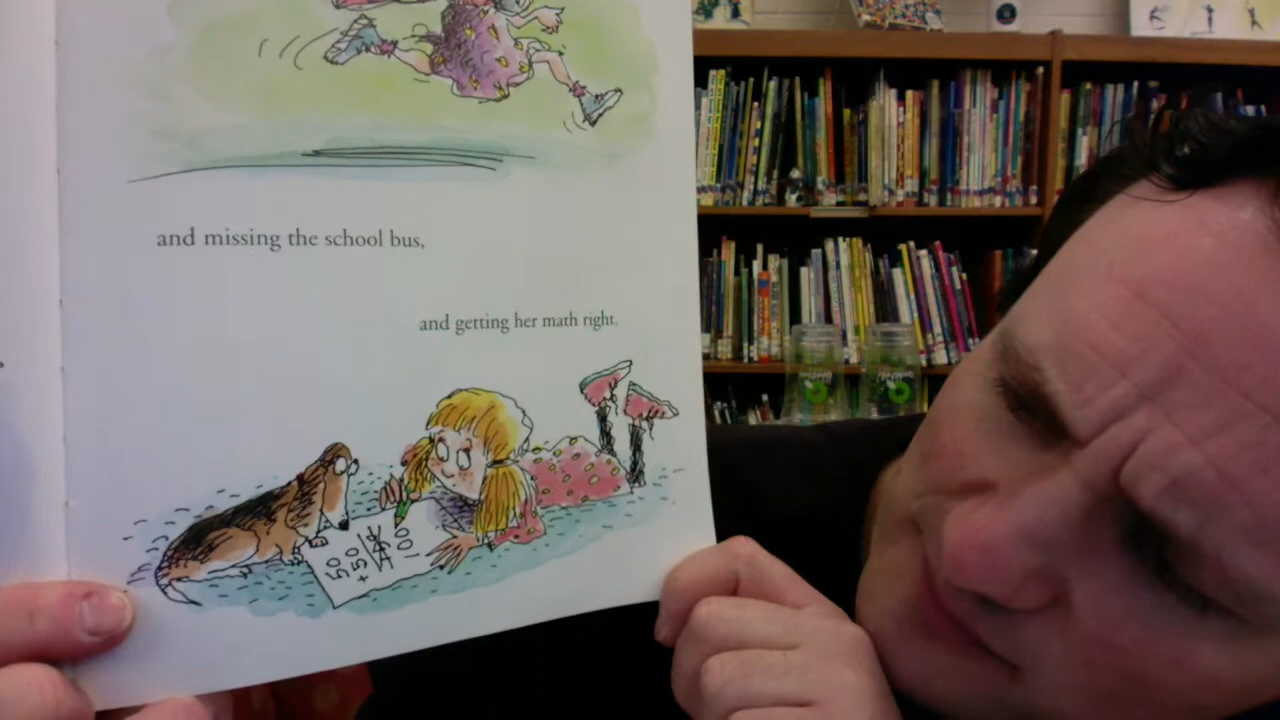 and missing the school bus,
and getting her math right.
50
+50
100